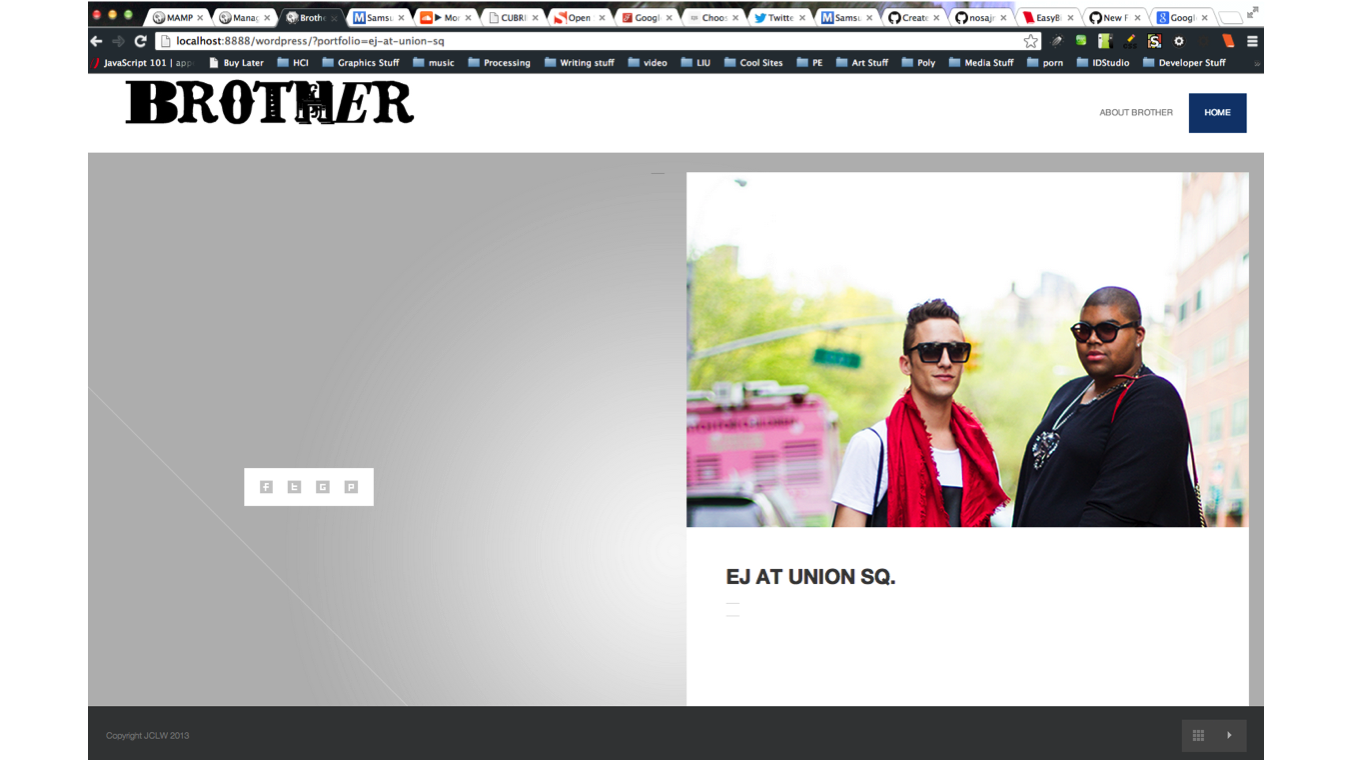 MAMP
Manag
Brothe
Samsu
Mor
CUBRI
Open
Googl
Choos
Twitte
Samsu
Create
nosajr
EasyBi
New F
Googl
localhost:8888/wordpress/?portfolio=ej-at-union-sq
JavaScript 101 | app Buy Later HCI Graphics Stuff music Processing Writing stuff video LIU Cool Sites PE Art Stuff Poly Media Stuff porn IDStudio Developer Stuff »
BROTHER
ABOUT BROTHER HOME
f t G P
EJ AT UNION SQ.
Copyright JCLW 2013